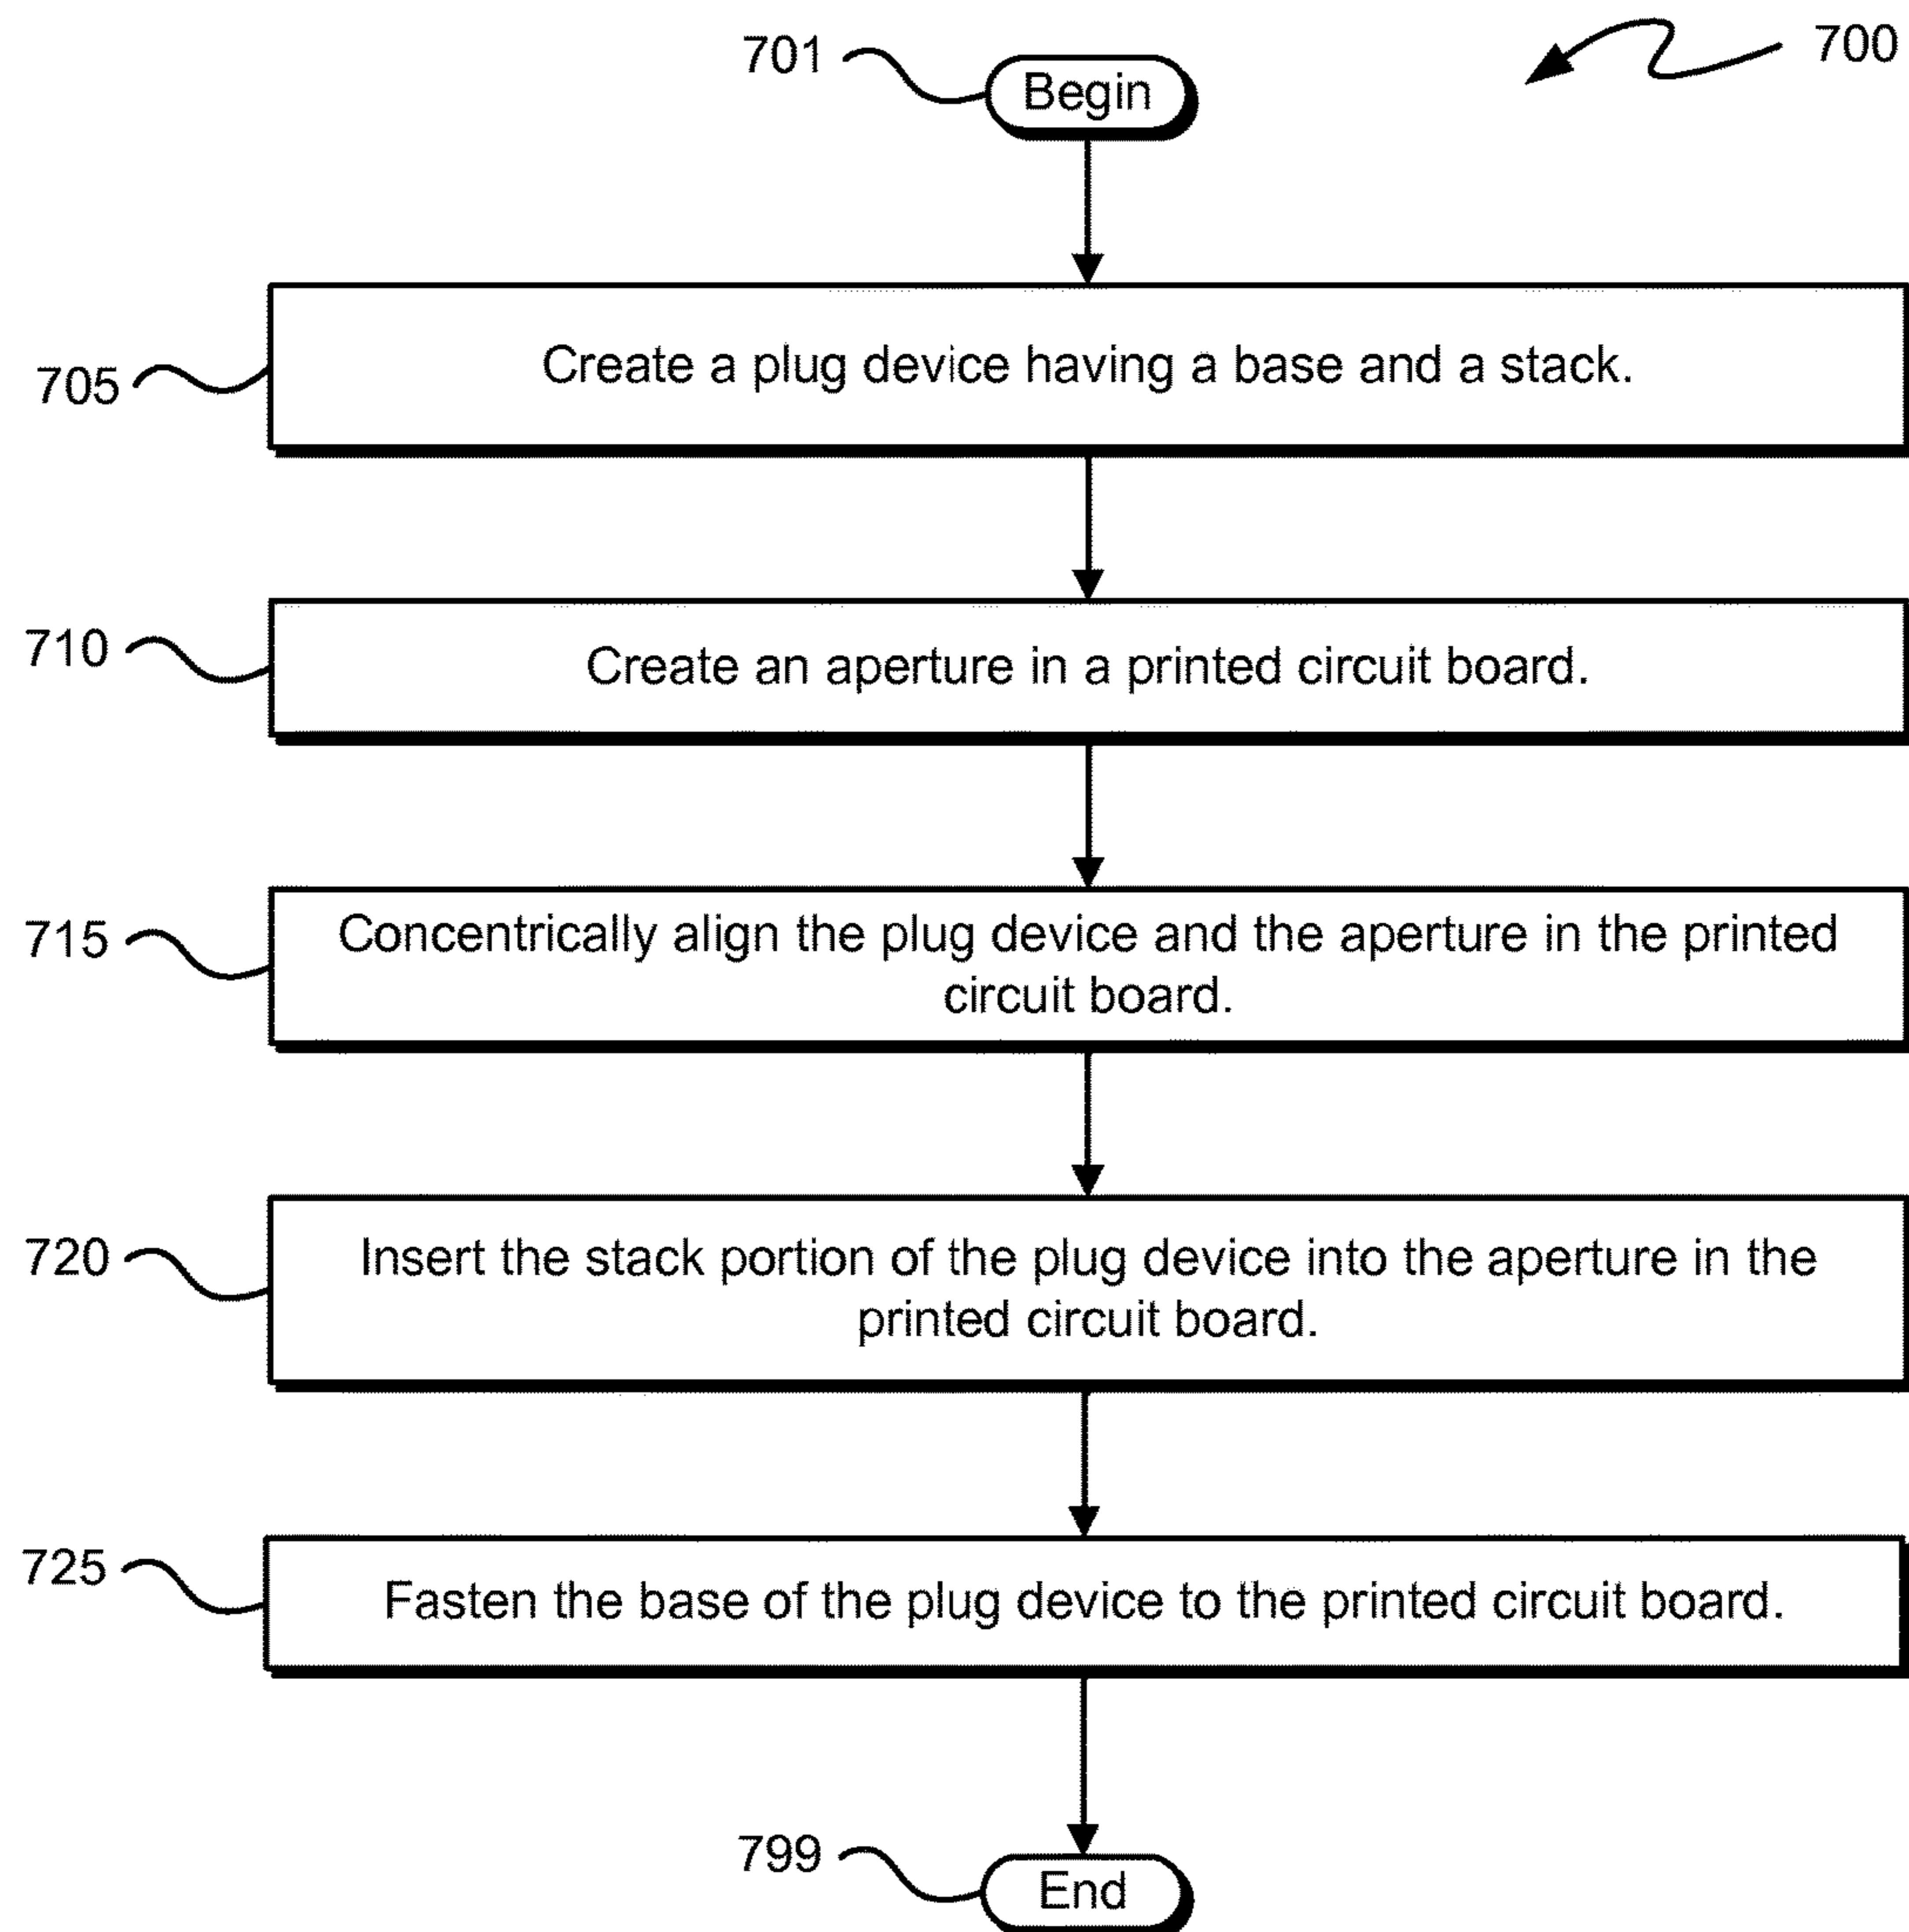 701
Begin
700
705
Create a plug device having a base and a stack.
710
Create an aperture in a printed circuit board.
715
Concentrically align the plug device and the aperture in the printed
circuit board.
720
Insert the stack portion of the plug device into the aperture in the
printed circuit board.
725
Fasten the base of the plug device to the printed circuit board.
799
End